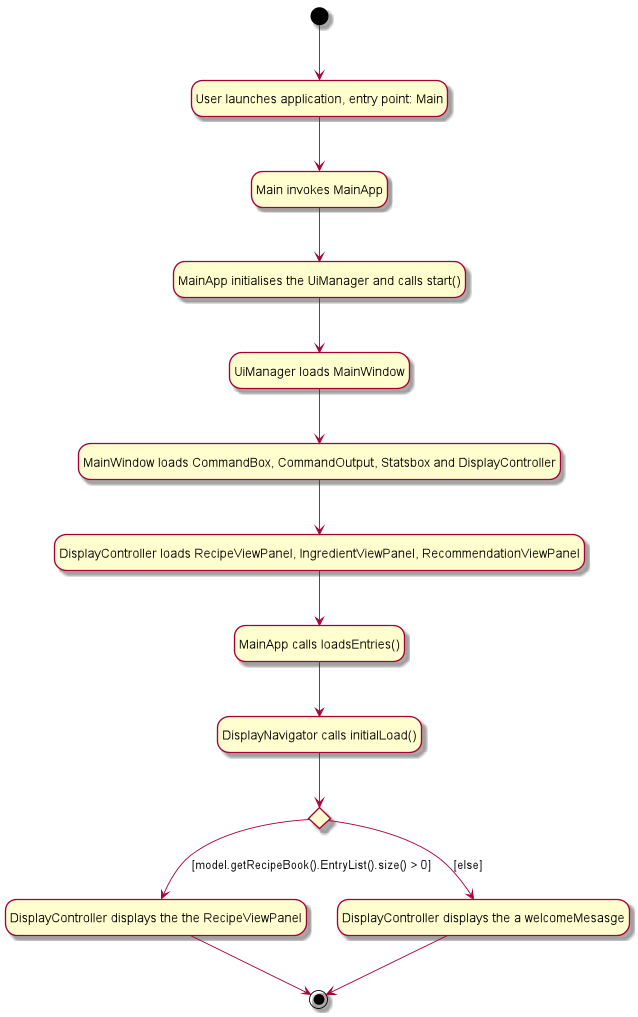 User launches application, entry point: Main
Main invokes MainApp
MainApp initialises the UiManager and calls start()
UiManager loads MainWindow
MainWindow loads CommandBox, CommandOutput, Statsbox and DisplayController
DisplayController loads RecipeViewPanel, IngredientViewPanel, RecommendationViewPanel
MainApp calls loadsEntries()
DisplayNavigator calls initialLoad()
[model.getRecipeBook().EntryList().size() > 0]
[else]
DisplayController displays the the RecipeViewPanel
DisplayController displays the a welcomeMesasge